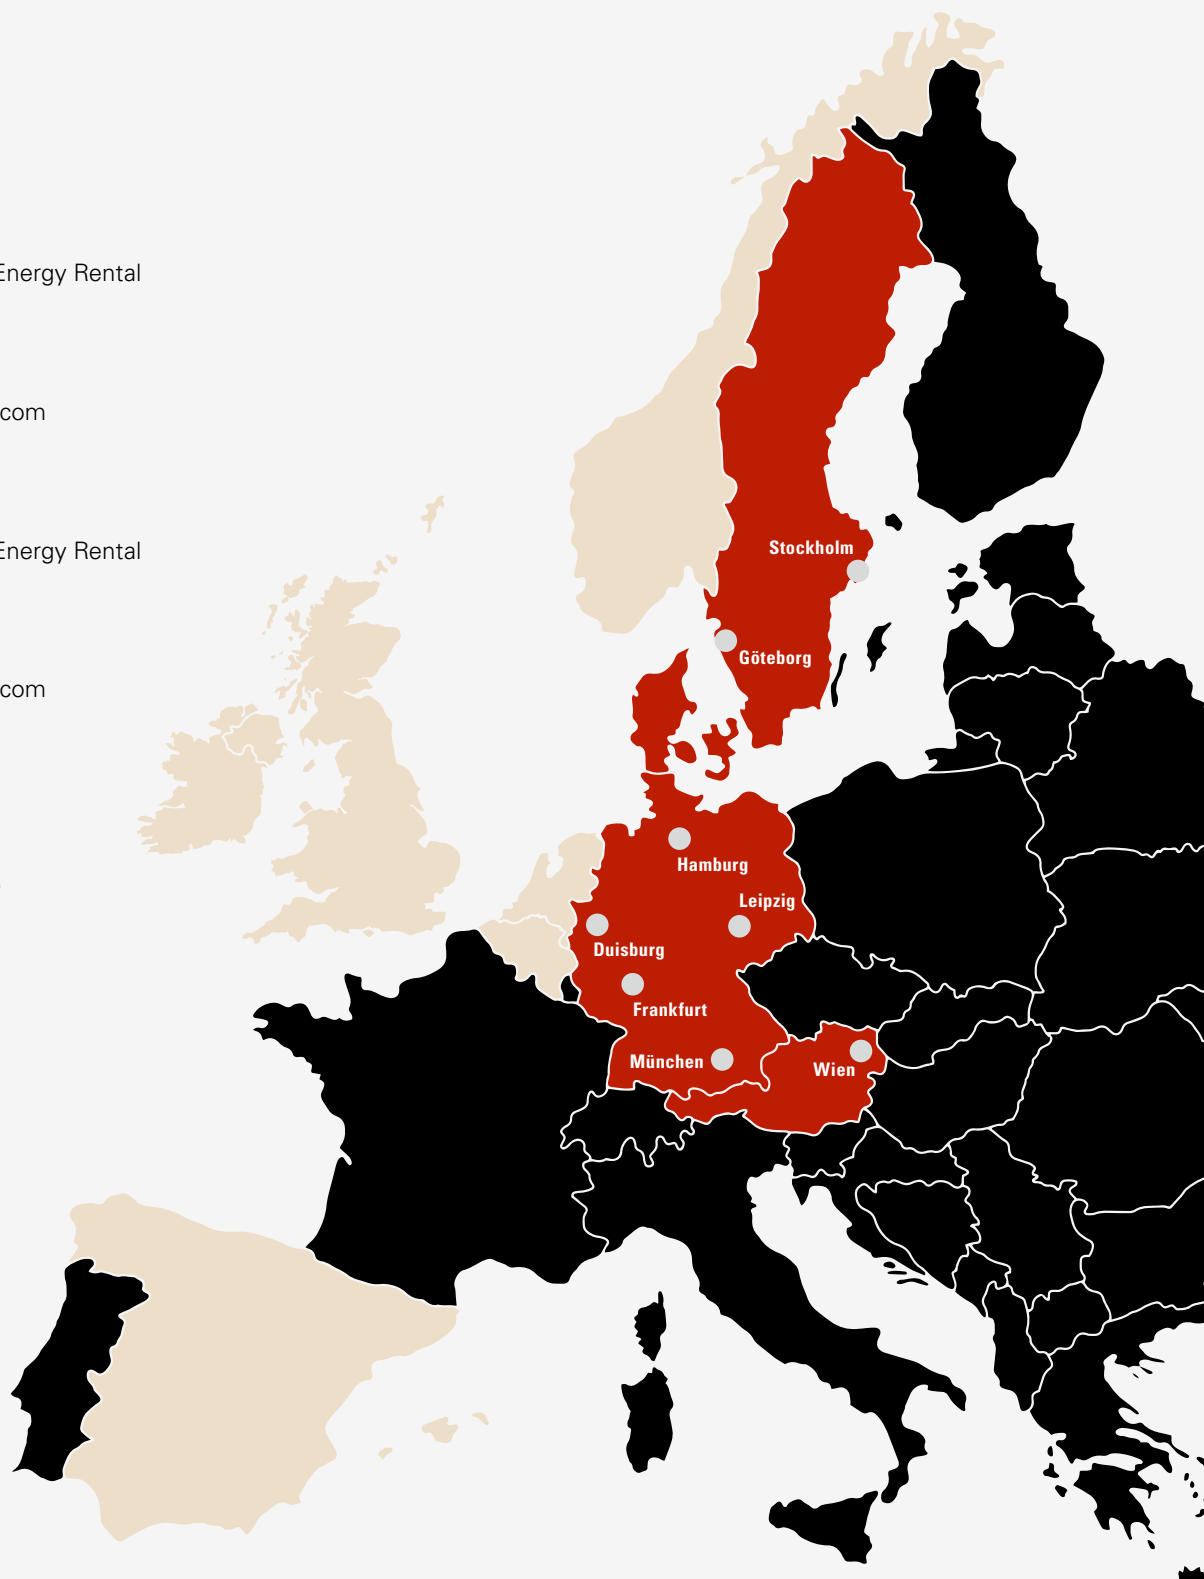 Energy Rental
com
Energy Rental
com
Stockholm
Göteborg
Hamburg
Leipzig
Duisburg
Frankfurt
München
Wien